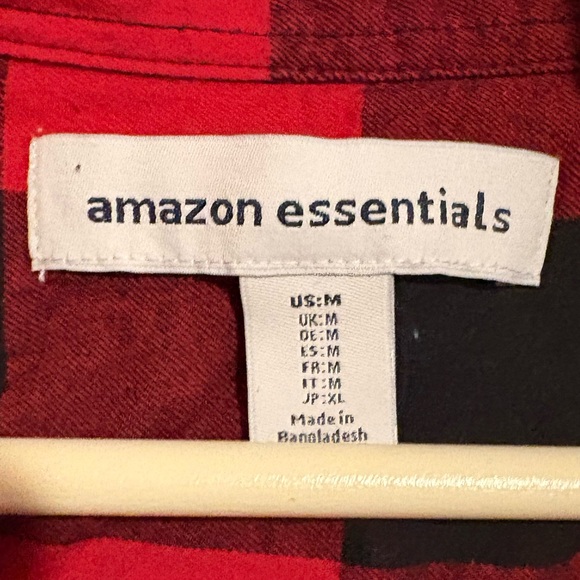 amazon essentials
US:M
UK:M
DE:M
ES:M
FR:M
IT:M
JP:XL
Made in
Bangladesh